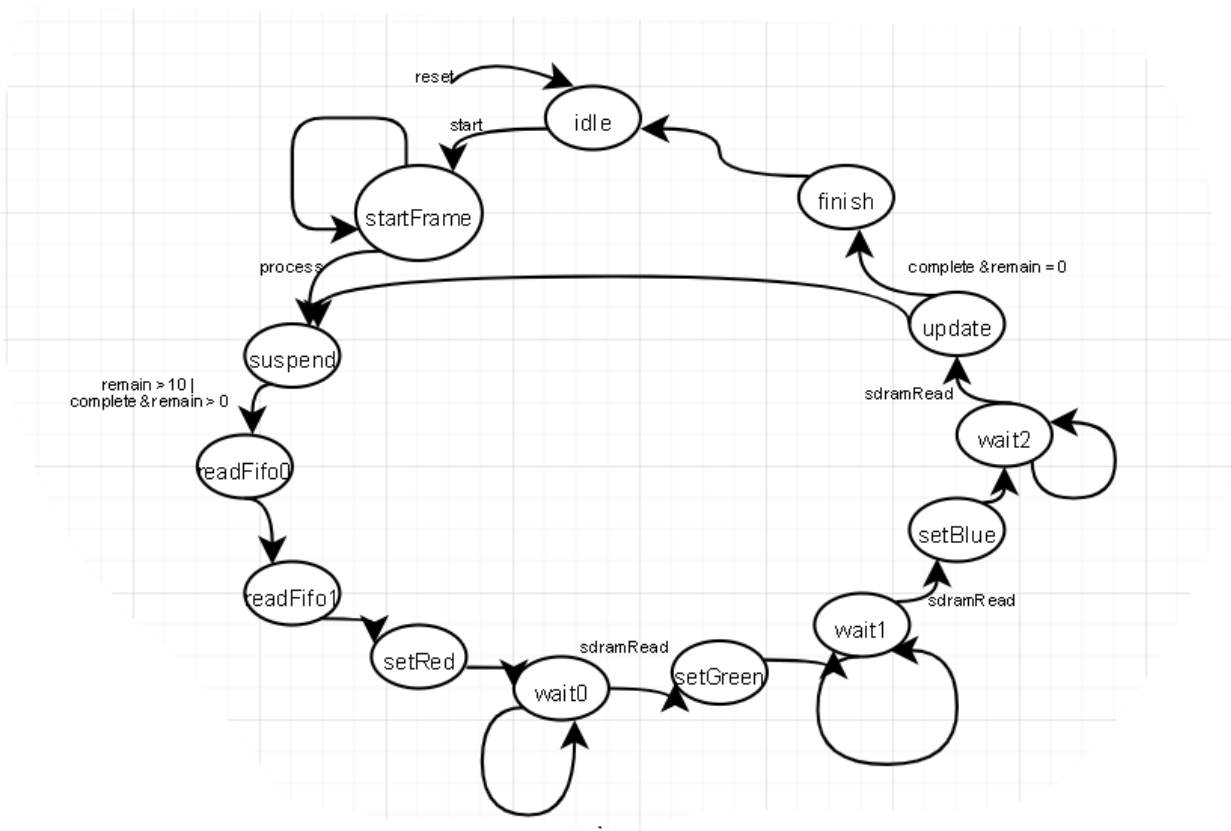 reset
idle
start
finish
startFrame
process
complete & remain = 0
update
suspend
remain > 10 |
complete & remain > 0
sdramRead
wait2
readFifo0
setBlue
readFifo1
sdramRead
wait1
setRed
sdramRead
setGreen
wait0